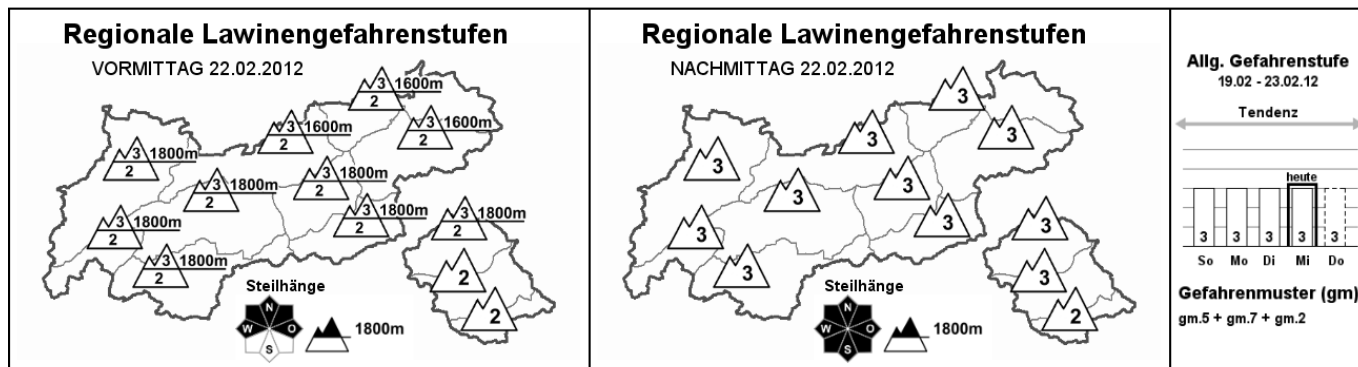 Regionale Lawinengefahrenstufen
VORMITTAG 22.02.2012
3 1600m
2
3 1600m
2
3 1600m
2
3 1800m
2
3 1800m
2
3 1800m
2
3 1800m
2
3 1800m
2
3 1800m
2
3 1800m
2
2
2
Steilhänge
N
W O
S
1800m
Regionale Lawinengefahrenstufen
NACHMITTAG 22.02.2012
3
3
3
3
3
3
3
3
3
3
3
2
Steilhänge
N
W O
S
1800m
Allg. Gefahrenstufe
19.02 - 23.02.12
Tendenz
heute
3 3 3 3 3
So Mo Di Mi Do
Gefahrenmuster (gm)
gm.5 + gm.7 + gm.2